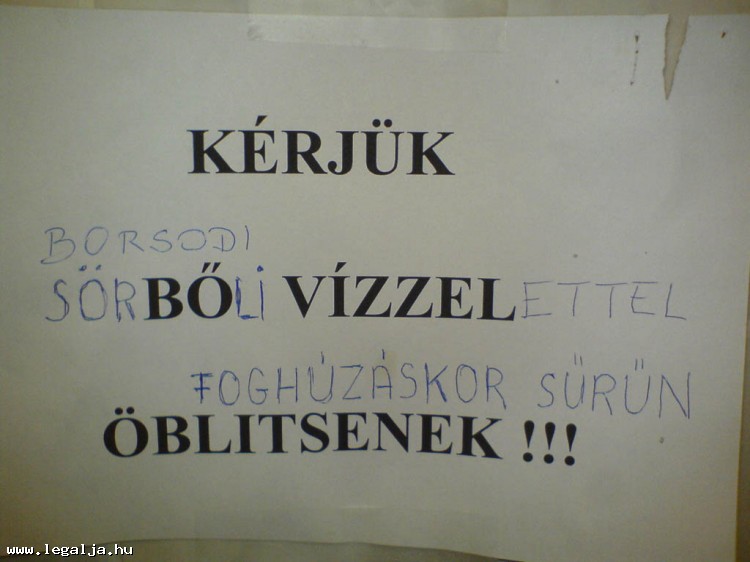 KÉRJÜK
BORSODI
SÖRBŐLi VÍZZELETTEL
FOGHÚZÁSKOR SŰRŰN
ÖBLITSENEK !!!
www.legalja.hu